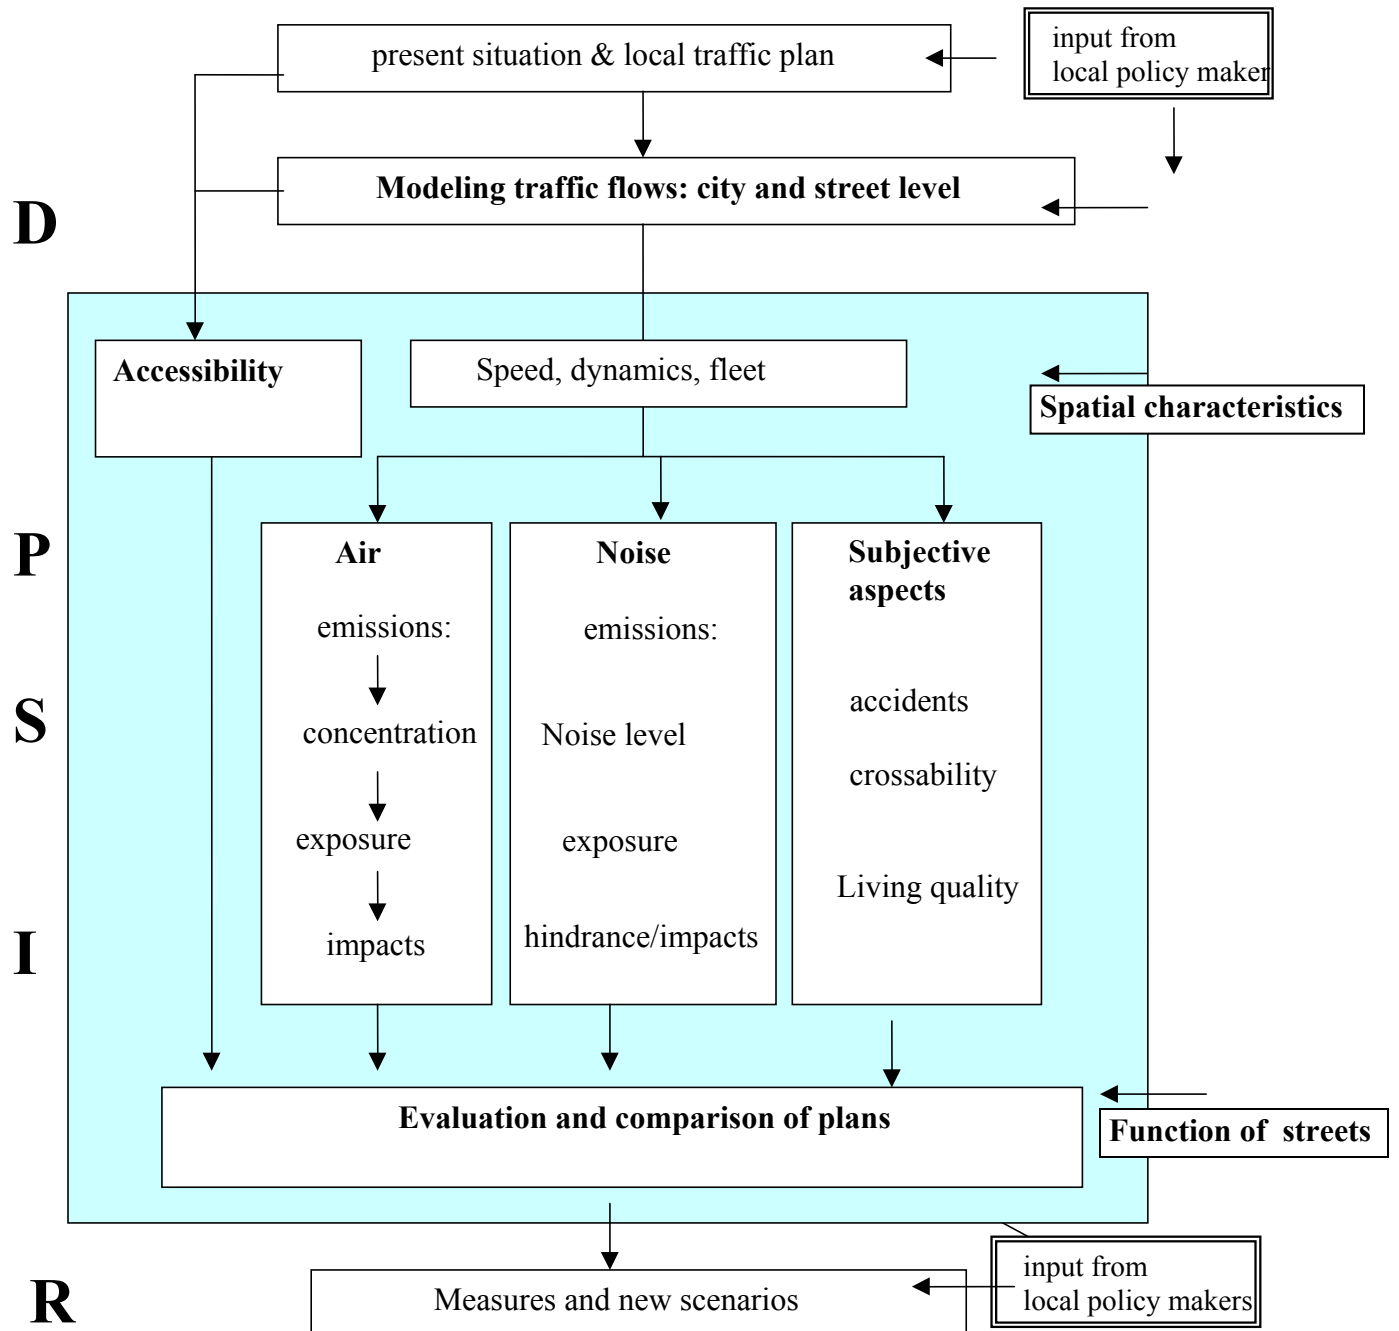 present situation & local traffic plan
input from
local policy maker
Modeling traffic flows: city and street level
D
Accessibility
Speed, dynamics, fleet
Spatial characteristics
P
Air
emissions:
concentration
exposure
impacts
Noise
emissions:
Noise level
exposure
hindrance/impacts
Subjective
aspects
accidents
crossability
Living quality
S
I
Evaluation and comparison of plans
Function of streets
R
Measures and new scenarios
input from
local policy makers